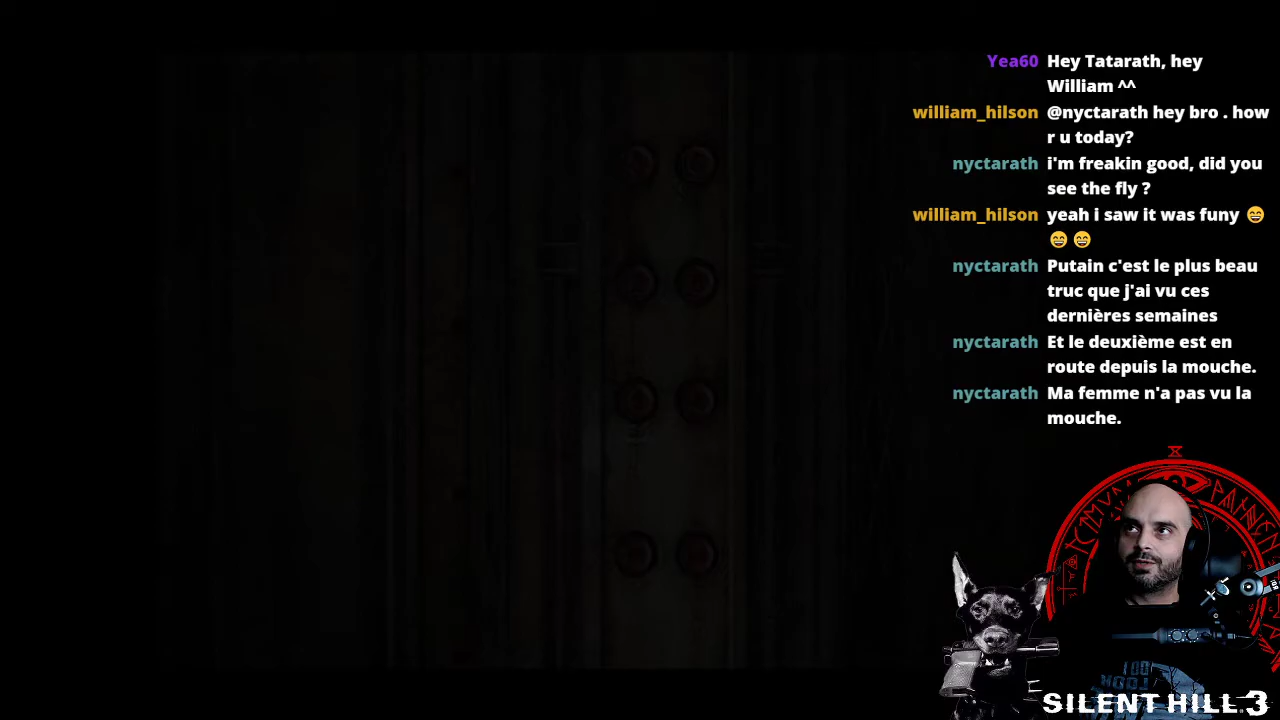 Yea60 Hey Tatarath, hey
William ^^
william_hilson @nyctarath hey bro . how
r u today?
nyctarath i'm freakin good, did you
see the fly ?
william_hilson yeah i saw it was funy 😄
😄 😄
nyctarath Putain c'est le plus beau
truc que j'ai vu ces
dernières semaines
nyctarath Et le deuxième est en
route depuis la mouche.
nyctarath Ma femme n'a pas vu la
mouche.
SILENT HILL 3